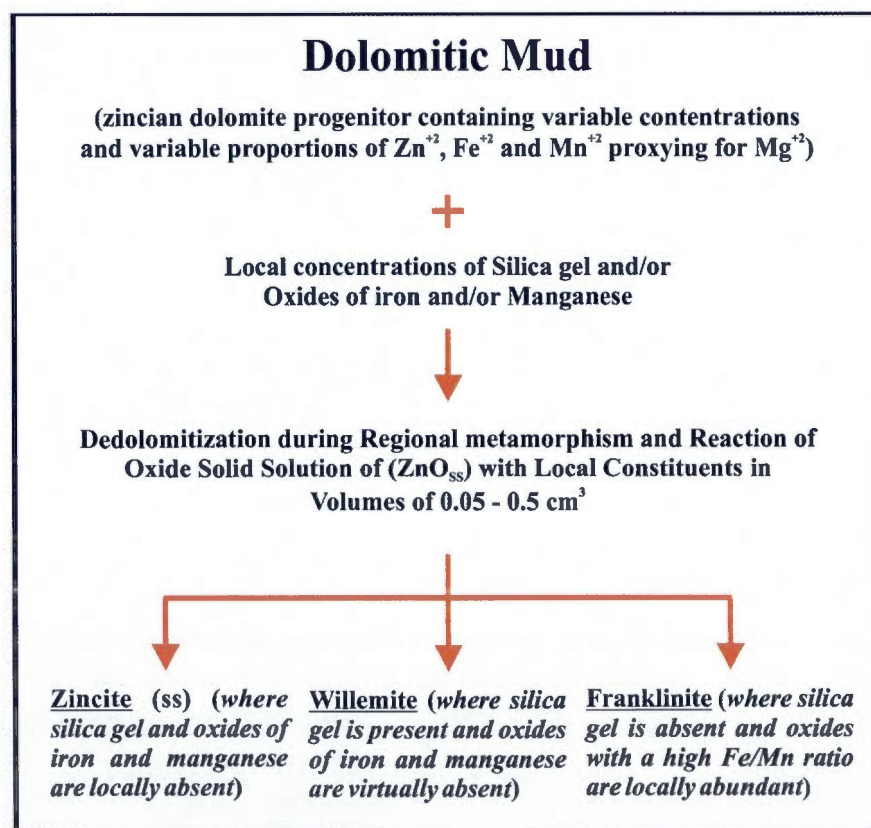 Dolomitic Mud
(zincian dolomite progenitor containing variable contentrations
and variable proportions of Zn⁺², Fe⁺² and Mn⁺² proxying for Mg⁺²)
+
Local concentrations of Silica gel and/or
Oxides of iron and/or Manganese
Dedolomitization during Regional metamorphism and Reaction of
Oxide Solid Solution of (ZnOss) with Local Constituents in
Volumes of 0.05 - 0.5 cm³
Zincite (ss) (where
silica gel and oxides of
iron and manganese
are locally absent)
Willemite (where silica
gel is present and oxides
of iron and manganese
are virtually absent)
Franklinite (where silica
gel is absent and oxides
with a high Fe/Mn ratio
are locally abundant)